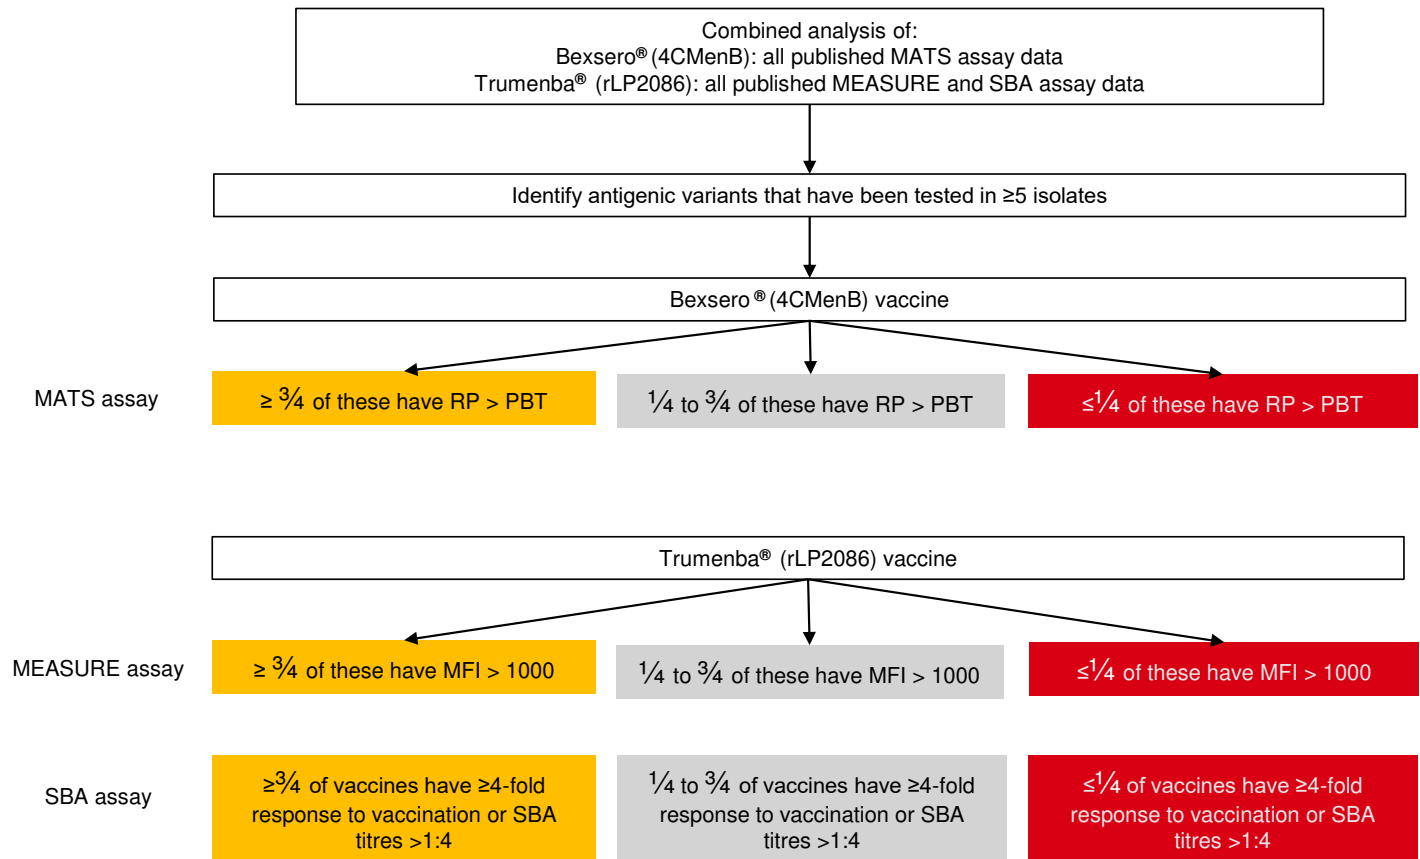 Combined analysis of:
Bexsero® (4CMenB): all published MATS assay data
Trumenba® (rLP2086): all published MEASURE and SBA assay data
Identify antigenic variants that have been tested in ≥5 isolates
Bexsero® (4CMenB) vaccine
MATS assay
≥ ¾ of these have RP > PBT
¼ to ¾ of these have RP > PBT
≤¼ of these have RP > PBT
Trumenba® (rLP2086) vaccine
MEASURE assay
≥ ¾ of these have MFI > 1000
¼ to ¾ of these have MFI > 1000
≤¼ of these have MFI > 1000
SBA assay
≥¾ of vaccines have ≥4-fold
response to vaccination or SBA
titres >1:4
¼ to ¾ of vaccines have ≥4-fold
response to vaccination or SBA
titres >1:4
≤¼ of vaccines have ≥4-fold
response to vaccination or SBA
titres >1:4